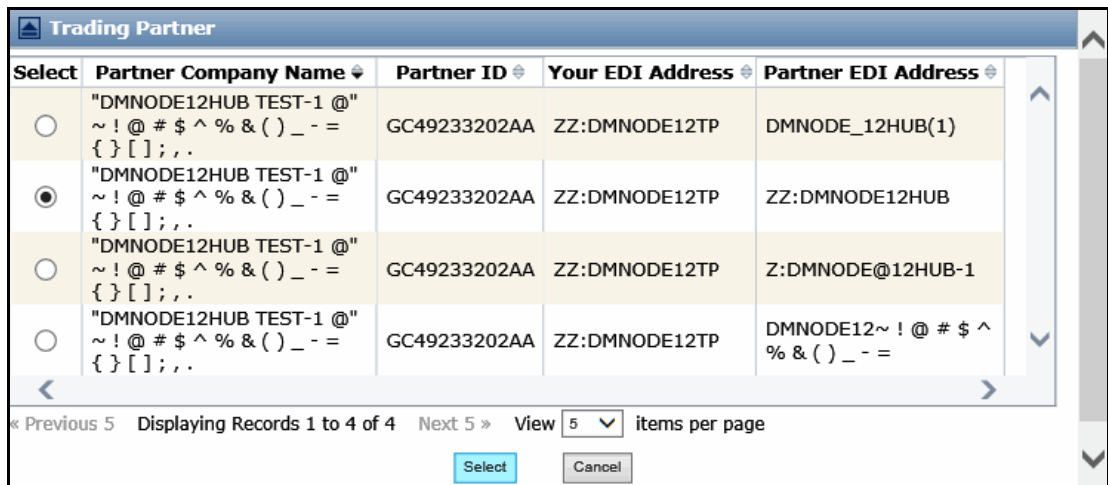 Trading Partner
Select Partner Company Name Partner ID Your EDI Address Partner EDI Address
"DMNODE12HUB TEST-1 @"
~ ! @ # $ ^ % & ( ) _ - = GC49233202AA ZZ:DMNODE12TP DMNODE_12HUB(1)
{ } [ ] ; , .
"DMNODE12HUB TEST-1 @"
~ ! @ # $ ^ % & ( ) _ - = GC49233202AA ZZ:DMNODE12TP ZZ:DMNODE12HUB
{ } [ ] ; , .
"DMNODE12HUB TEST-1 @"
~ ! @ # $ ^ % & ( ) _ - = GC49233202AA ZZ:DMNODE12TP Z:DMNODE@12HUB-1
{ } [ ] ; , .
"DMNODE12HUB TEST-1 @"
~ ! @ # $ ^ % & ( ) _ - = GC49233202AA ZZ:DMNODE12TP DMNODE12~ ! @ # $ ^
{ } [ ] ; , . % & ( ) _ - =
« Previous 5 Displaying Records 1 to 4 of 4 Next 5 » View 5 items per page
Select Cancel